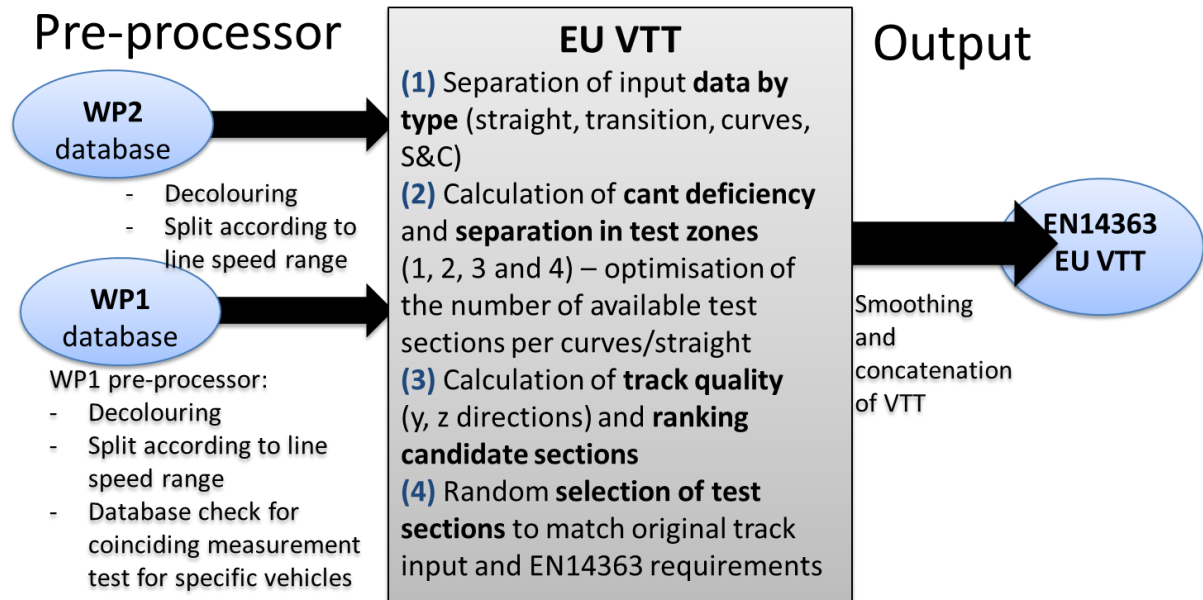 Pre-processor
WP2
database
- Decolouring
- Split according to
line speed range
WP1
database
WP1 pre-processor:
- Decolouring
- Split according to line
speed range
- Database check for
coinciding measurement
test for specific vehicles
EU VTT
(1) Separation of input data by
type (straight, transition, curves,
S&C)
(2) Calculation of cant deficiency
and separation in test zones
(1, 2, 3 and 4) – optimisation of
the number of available test
sections per curves/straight
(3) Calculation of track quality
(y, z directions) and ranking
candidate sections
(4) Random selection of test
sections to match original track
input and EN14363 requirements
Output
EN14363
EU VTT
Smoothing
and
concatenation
of VTT